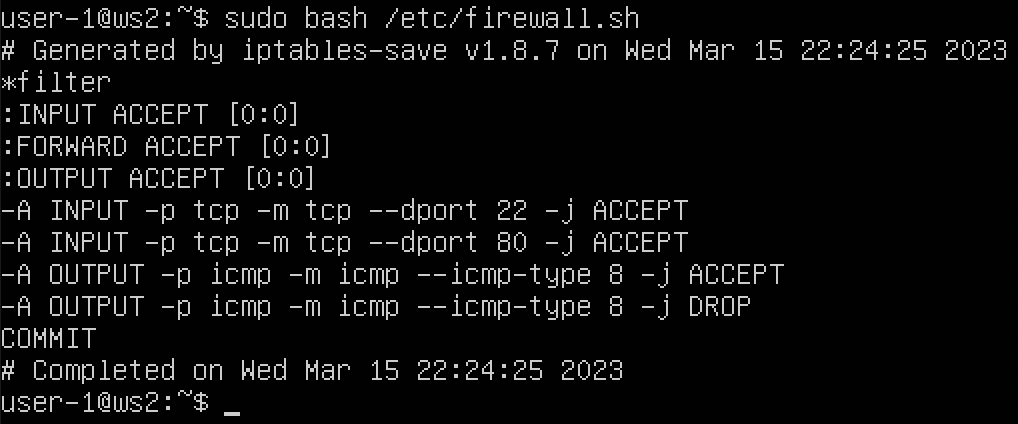 user-1@ws2:~$ sudo bash /etc/firewall.sh
# Generated by iptables-save v1.8.7 on Wed Mar 15 22:24:25 2023
*filter
:INPUT ACCEPT [0:0]
:FORWARD ACCEPT [0:0]
:OUTPUT ACCEPT [0:0]
-A INPUT -p tcp -m tcp --dport 22 -j ACCEPT
-A INPUT -p tcp -m tcp --dport 80 -j ACCEPT
-A OUTPUT -p icmp -m icmp --icmp-type 8 -j ACCEPT
-A OUTPUT -p icmp -m icmp --icmp-type 8 -j DROP
COMMIT
# Completed on Wed Mar 15 22:24:25 2023
user-1@ws2:~$ _